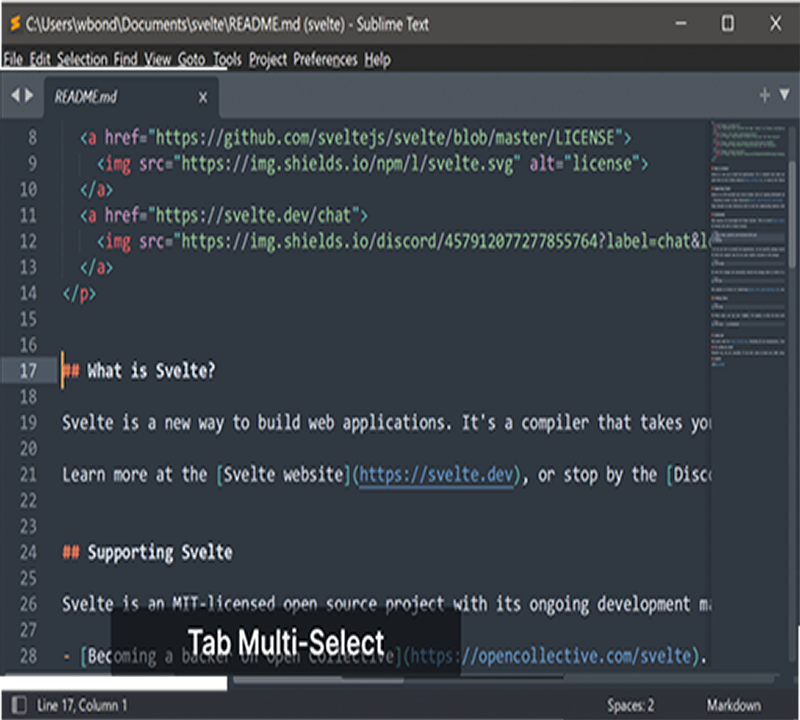 C:\Users\wbond\Documents\svelte\README.md (svelte) - Sublime Text
File Edit Selection Find View Goto Tools Project Preferences Help
README.md
8 <a href="https://github.com/sveltejs/svelte/blob/master/LICENSE">
9 <img src="https://img.shields.io/npm/l/svelte.svg" alt="license">
10 </a>
11 <a href="https://svelte.dev/chat">
12 <img src="https://img.shields.io/discord/457912077277855764?label=chat&l
13 </a>
14 </p>
15
16
17 ## What is Svelte?
18
19 Svelte is a new way to build web applications. It's a compiler that takes you
20
21 Learn more at the [Svelte website](https://svelte.dev), or stop by the [Disco
22
23
24 ## Supporting Svelte
25
26 Svelte is an MIT-licensed open source project with its ongoing development ma
27
28 - [Becoming a backer on Open Collective](https://opencollective.com/svelte).
Tab Multi-Select
Line 17, Column 1 Spaces: 2 Markdown